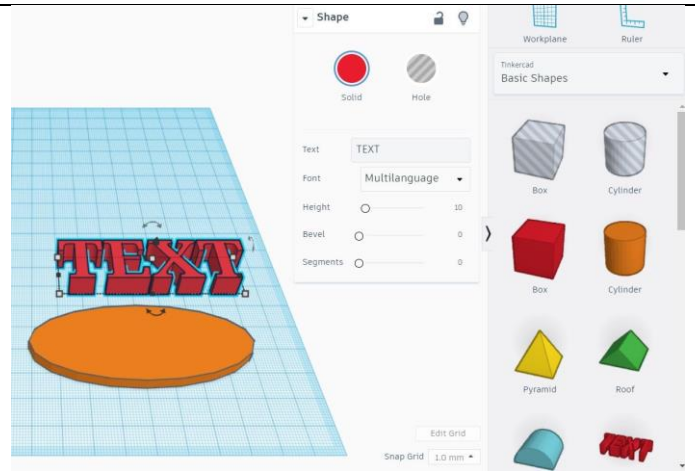 Shape
Solid
Hole
Text TEXT
Font Multilanguage
Height 10
Bevel 0
Segments 0
TEXT
Edit Grid
Snap Grid 1.0 mm
Workplane
Ruler
Tinkercad
Basic Shapes
Box
Cylinder
Box
Cylinder
Pyramid
Roof
TEXT